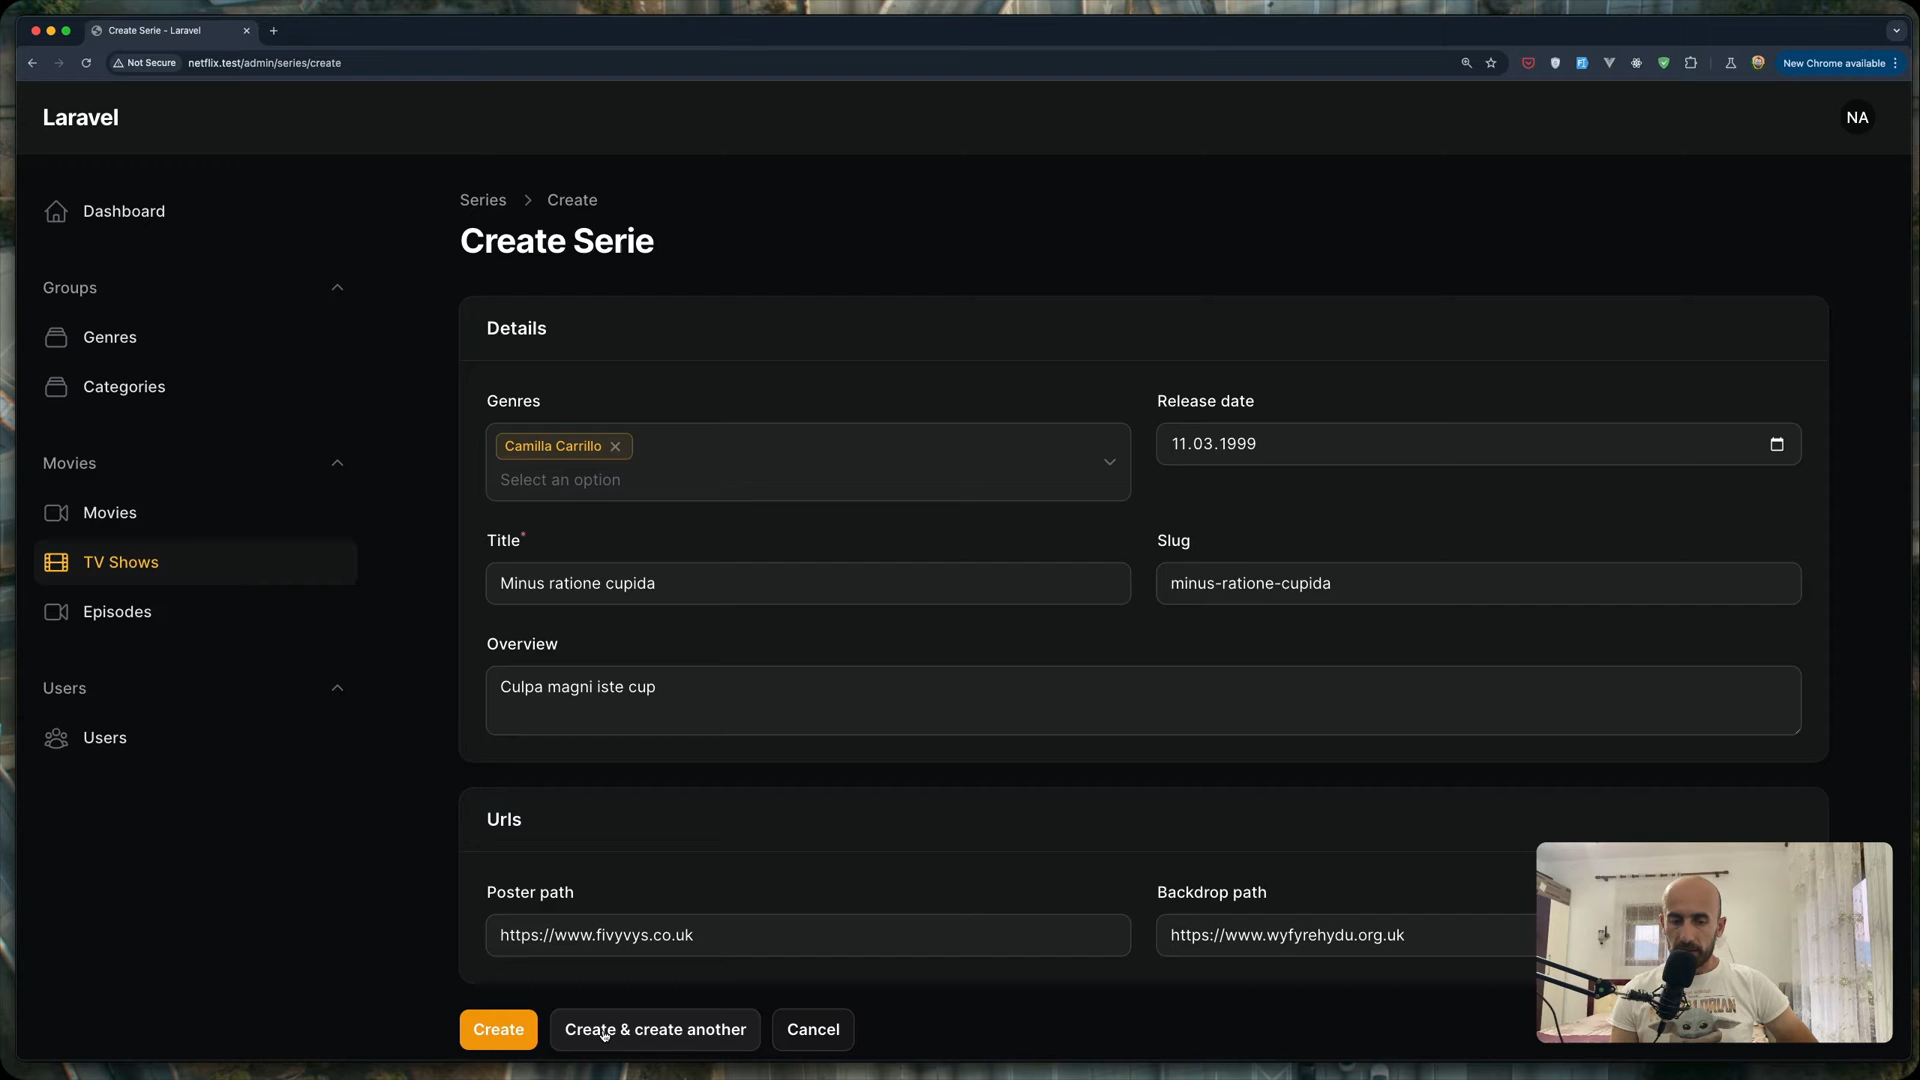 Create Serie - Laravel
Not Secure
netflix.test/admin/series/create
New Chrome available
Laravel
NA
Dashboard
Groups
Genres
Categories
Movies
Movies
TV Shows
Episodes
Users
Users
Series
Create
Create Serie
Details
Genres
Camilla Carrillo
Select an option
Release date
11.03.1999
Title*
Minus ratione cupida
Slug
minus-ratione-cupida
Overview
Culpa magni iste cup
Urls
Poster path
https://www.fivyvys.co.uk
Backdrop path
https://www.wyfyrehydu.org.uk
Create
Create & create another
Cancel